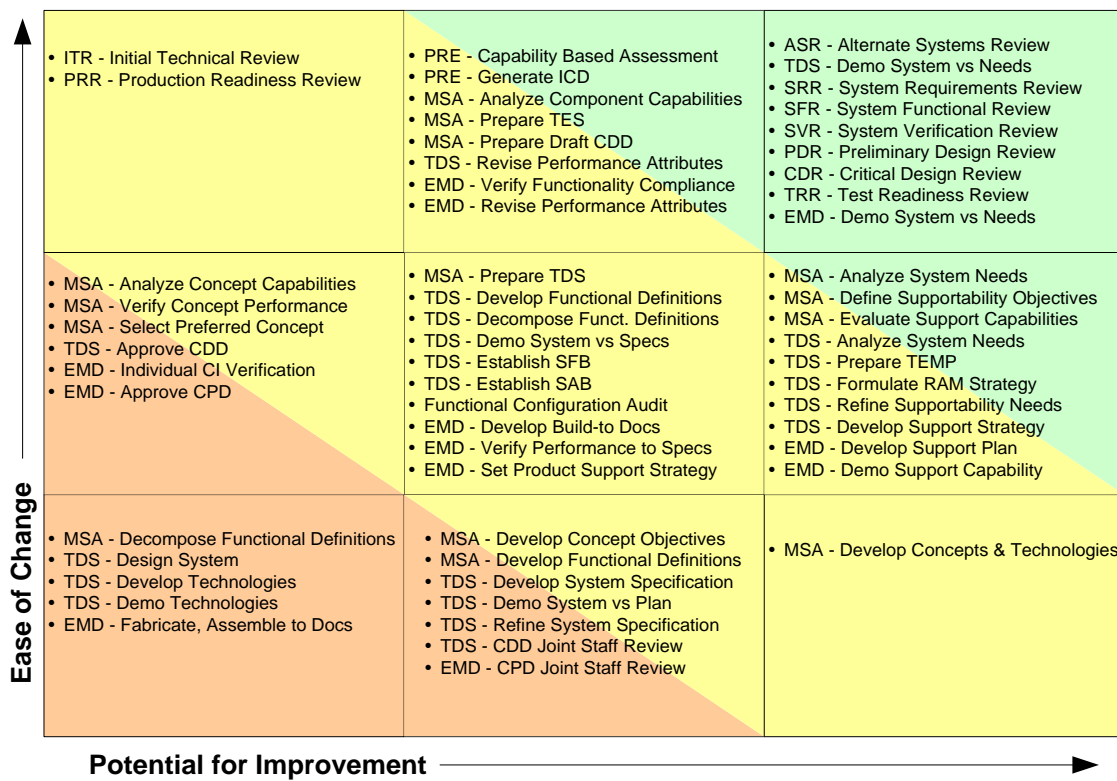 • ITR - Initial Technical Review
• PRR - Production Readiness Review
• PRE - Capability Based Assessment
• PRE - Generate ICD
• MSA - Analyze Component Capabilities
• MSA - Prepare TES
• MSA - Prepare Draft CDD
• TDS - Revise Performance Attributes
• EMD - Verify Functionality Compliance
• EMD - Revise Performance Attributes
• ASR - Alternate Systems Review
• TDS - Demo System vs Needs
• SRR - System Requirements Review
• SFR - System Functional Review
• SVR - System Verification Review
• PDR - Preliminary Design Review
• CDR - Critical Design Review
• TRR - Test Readiness Review
• EMD - Demo System vs Needs
• MSA - Analyze Concept Capabilities
• MSA - Verify Concept Performance
• MSA - Select Preferred Concept
• TDS - Approve CDD
• EMD - Individual CI Verification
• EMD - Approve CPD
• MSA - Prepare TDS
• TDS - Develop Functional Definitions
• TDS - Decompose Funct. Definitions
• TDS - Demo System vs Specs
• TDS - Establish SFB
• TDS - Establish SAB
• Functional Configuration Audit
• EMD - Develop Build-to Docs
• EMD - Verify Performance to Specs
• EMD - Set Product Support Strategy
• MSA - Analyze System Needs
• MSA - Define Supportability Objectives
• MSA - Evaluate Support Capabilities
• TDS - Analyze System Needs
• TDS - Prepare TEMP
• TDS - Formulate RAM Strategy
• TDS - Refine Supportability Needs
• TDS - Develop Support Strategy
• EMD - Develop Support Plan
• EMD - Demo Support Capability
• MSA - Decompose Functional Definitions
• TDS - Design System
• TDS - Develop Technologies
• TDS - Demo Technologies
• EMD - Fabricate, Assemble to Docs
• MSA - Develop Concept Objectives
• MSA - Develop Functional Definitions
• TDS - Develop System Specification
• TDS - Demo System vs Plan
• TDS - Refine System Specification
• TDS - CDD Joint Staff Review
• EMD - CPD Joint Staff Review
• MSA - Develop Concepts & Technologies
Ease of Change
Potential for Improvement